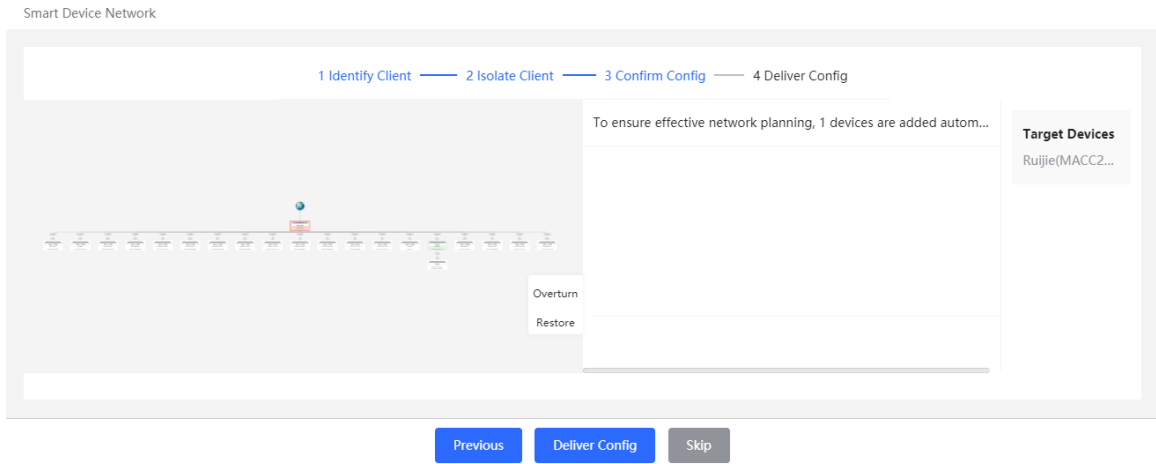 Smart Device Network
1 Identify Client 2 Isolate Client 3 Confirm Config 4 Deliver Config
To ensure effective network planning, 1 devices are added autom...
Target Devices
Ruijie(MACC2...
Overturn
Restore
Previous Deliver Config Skip